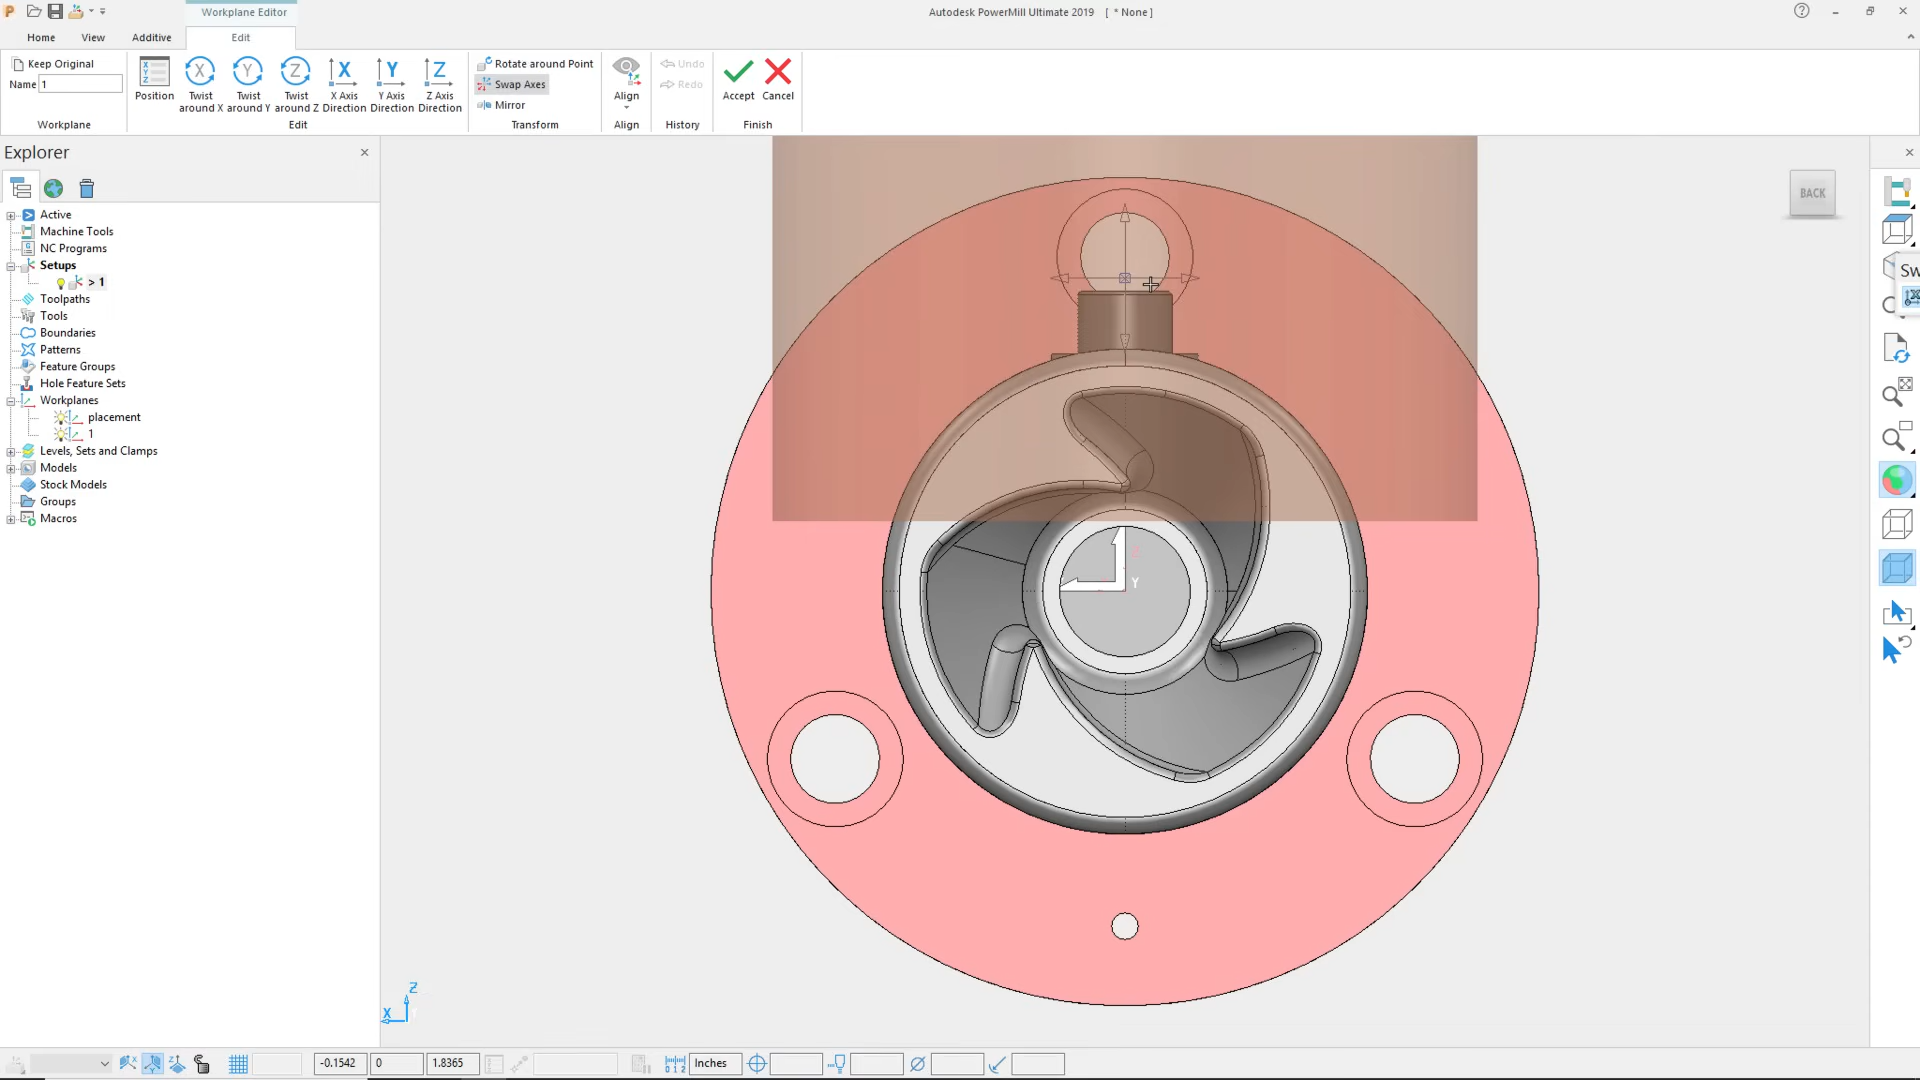 Workplane Editor
Autodesk PowerMill Ultimate 2019 [ * None ]
Home View Additive Edit
Keep Original
Name 1
Workplane
Position
Twist around X
Twist around Y
Twist around Z
X Axis Direction
Y Axis Direction
Z Axis Direction
Edit
Rotate around Point
Swap Axes
Mirror
Transform
Align
Align
Undo
Redo
History
Accept
Cancel
Finish
Explorer
Active
Machine Tools
NC Programs
Setups
> 1
Toolpaths
Tools
Boundaries
Patterns
Feature Groups
Hole Feature Sets
Workplanes
placement
1
Levels, Sets and Clamps
Models
Stock Models
Groups
Macros
BACK
Sw
Y
Z
X
-0.1542 0 1.8365 Inches